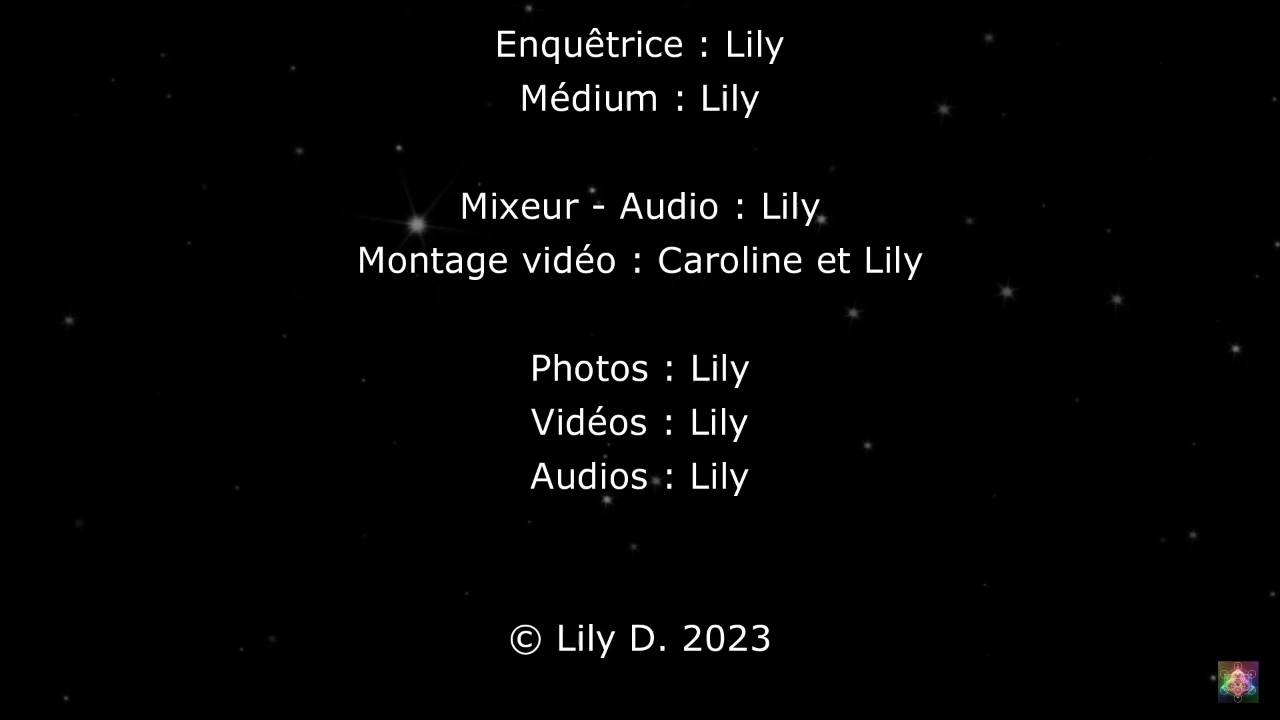 Enquêtrice : Lily
Médium : Lily
Mixeur - Audio : Lily
Montage vidéo : Caroline et Lily
Photos : Lily
Vidéos : Lily
Audios : Lily
© Lily D. 2023